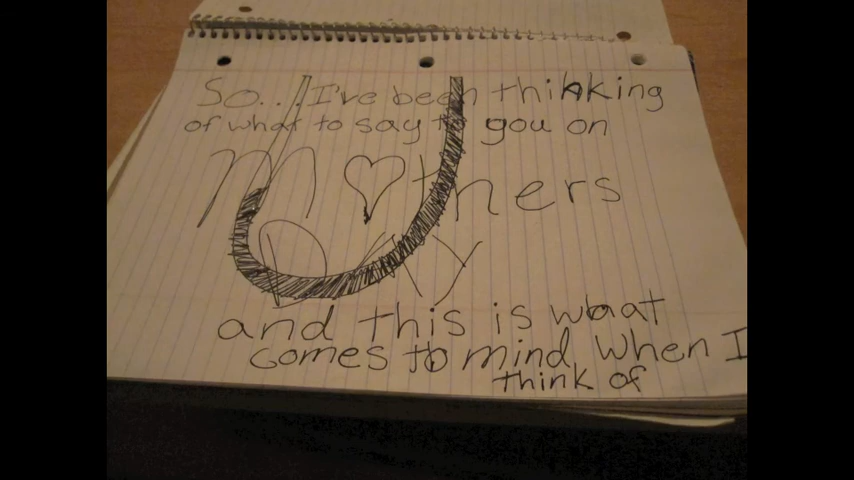 So... I've been thinking
of what to say to you on
M♡thers
DAY
and this is what
comes to mind when I
think of
U